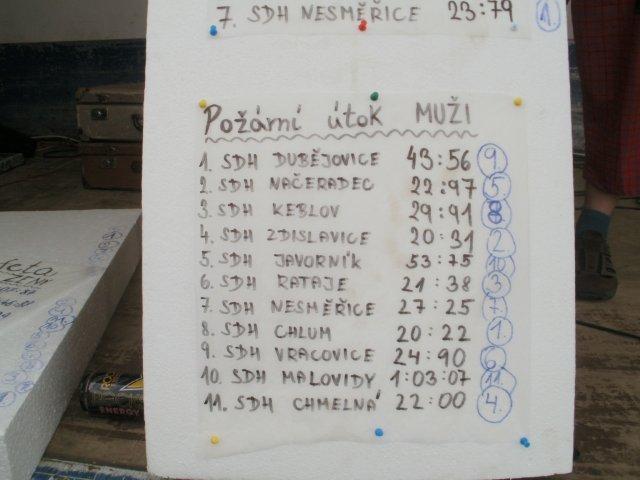 7. SDH NESMĚŘICE 23:79 1.
Požární útok MUŽI
1. SDH DUBĚJOVICE 43:56 9
2. SDH NAČERADEC 22:97 5
3. SDH KEBLOV 29:91 8
4. SDH ZDISLAVICE 20:31 2
5. SDH JAVORNÍK 53:75
6. SDH RATAJE 21:38 3
7. SDH NESMĚŘICE 27:25 7
8. SDH CHLUM 20:22 1
9. SDH VRACOVICE 24:90 6
10. SDH MALOVIDY 1:03:07 11.
11. SDH CHMELNÁ 22:00 4.
ENERGY